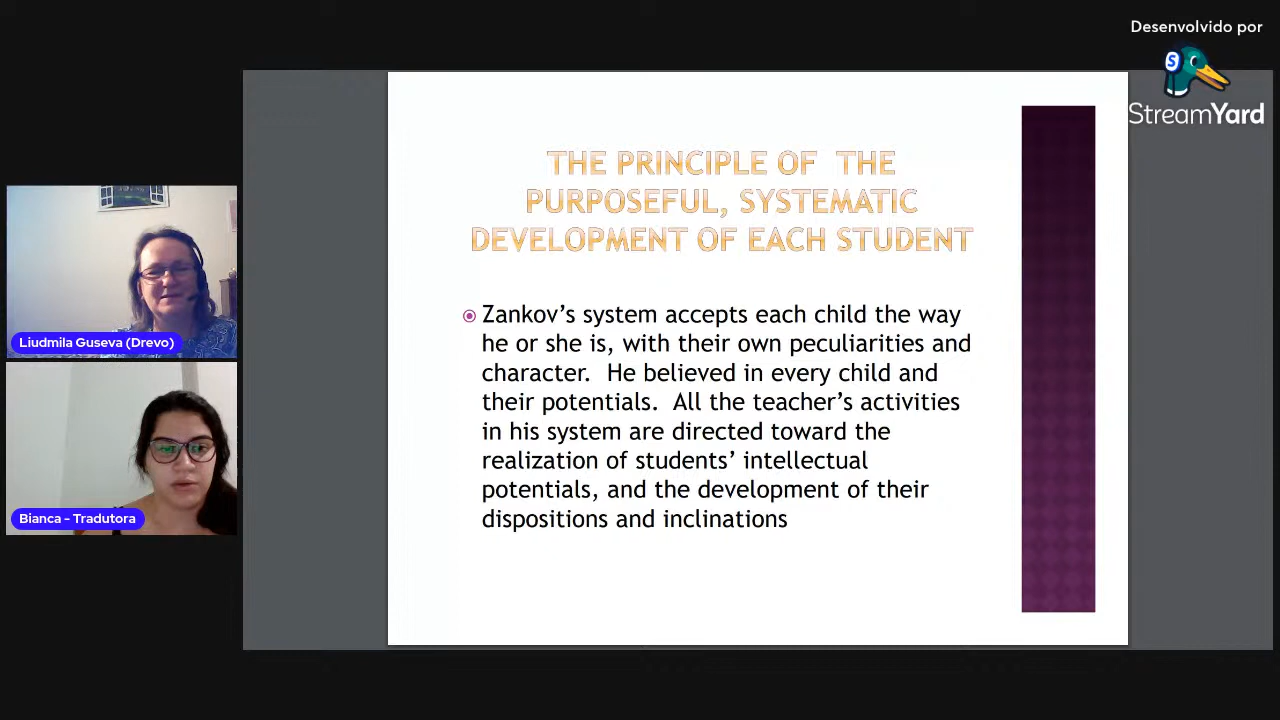 Desenvolvido por
S
StreamYard
THE PRINCIPLE OF THE
PURPOSEFUL, SYSTEMATIC
DEVELOPMENT OF EACH STUDENT
Zankov’s system accepts each child the way
he or she is, with their own peculiarities and
character. He believed in every child and
their potentials. All the teacher’s activities
in his system are directed toward the
realization of students’ intellectual
potentials, and the development of their
dispositions and inclinations
Liudmila Guseva (Drevo)
Bianca - Tradutora